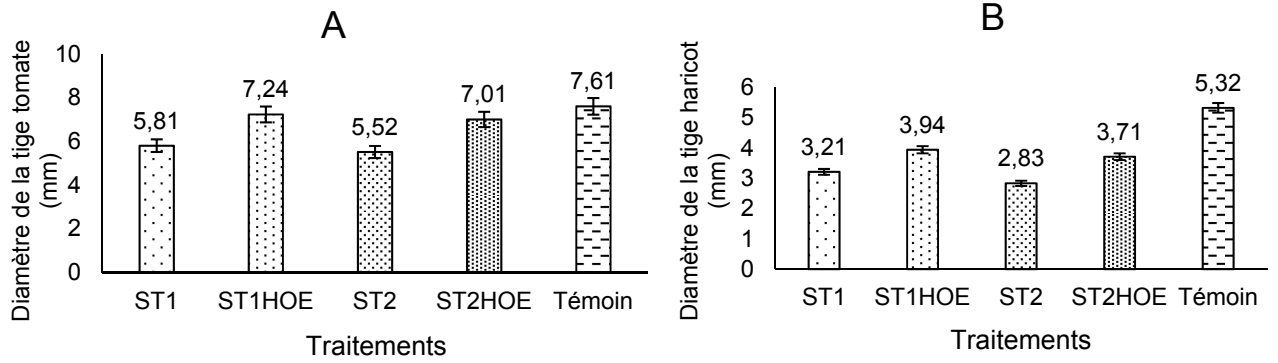 A
Diamètre de la tige tomate
(mm)
10
8
6
4
2
0
5,81
7,24
5,52
7,01
7,61
ST1 ST1HOE ST2 ST2HOE Témoin
Traitements
B
Diamètre de la tige haricot
(mm)
6
5
4
3
2
1
0
3,21
3,94
2,83
3,71
5,32
ST1 ST1HOE ST2 ST2HOE Témoin
Traitements